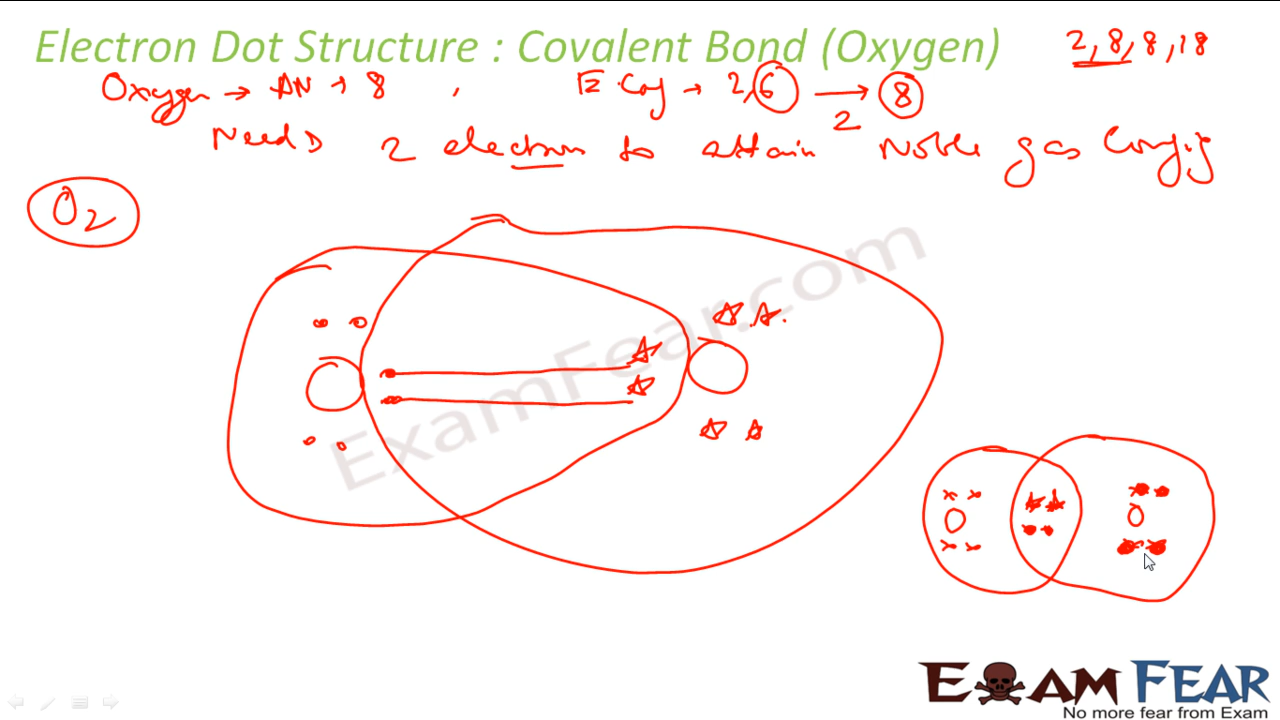 Electron Dot Structure : Covalent Bond (Oxygen)
2, 8, 8, 18
Oxygen → AN → 8 , E. Conf → 2, 6 → 8
2
Needs 2 electron to attain Noble gas Config
O2
ExamFear.com
O O
O O
EXAM FEAR
No more fear from Exam